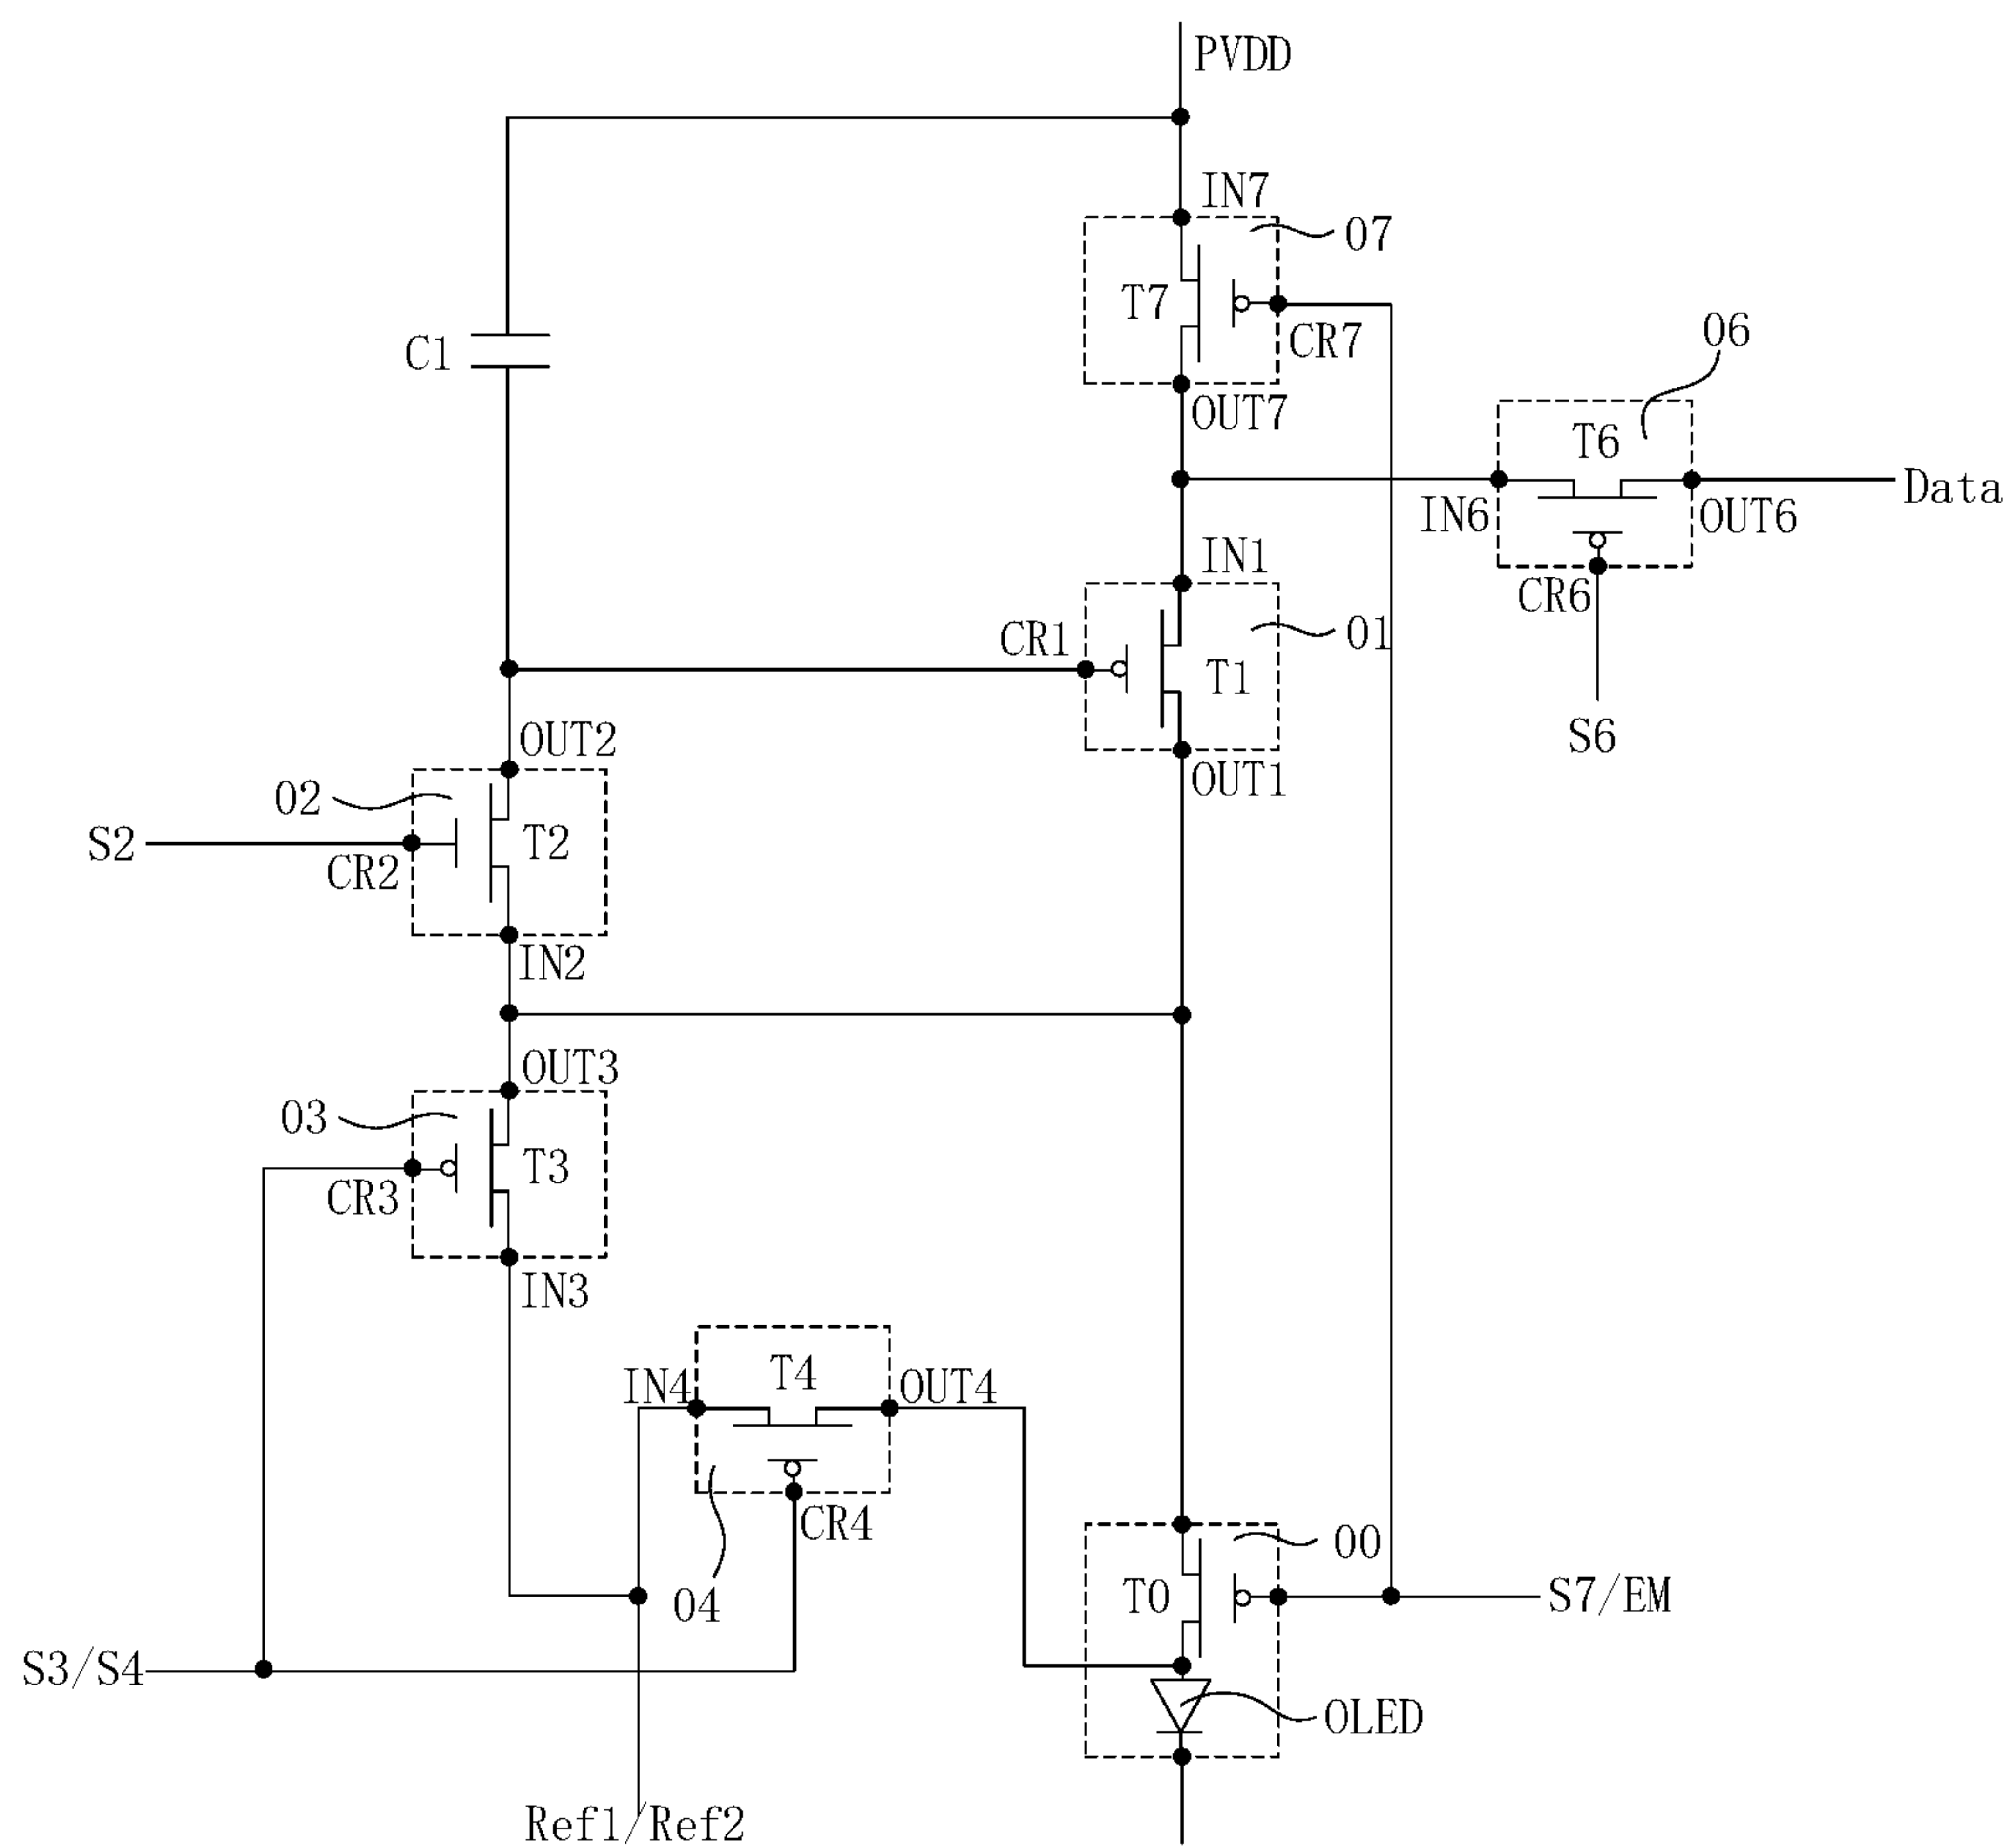 PVDD
IN7
07
T7
CR7
C1
OUT7
06
T6
Data
IN6
OUT6
IN1
CR6
CR1
01
T1
S6
OUT2
OUT1
02
S2
T2
CR2
IN2
OUT3
03
T3
CR3
IN3
T4
IN4
OUT4
CR4
00
04
T0
S7/EM
S3/S4
OLED
Ref1/Ref2